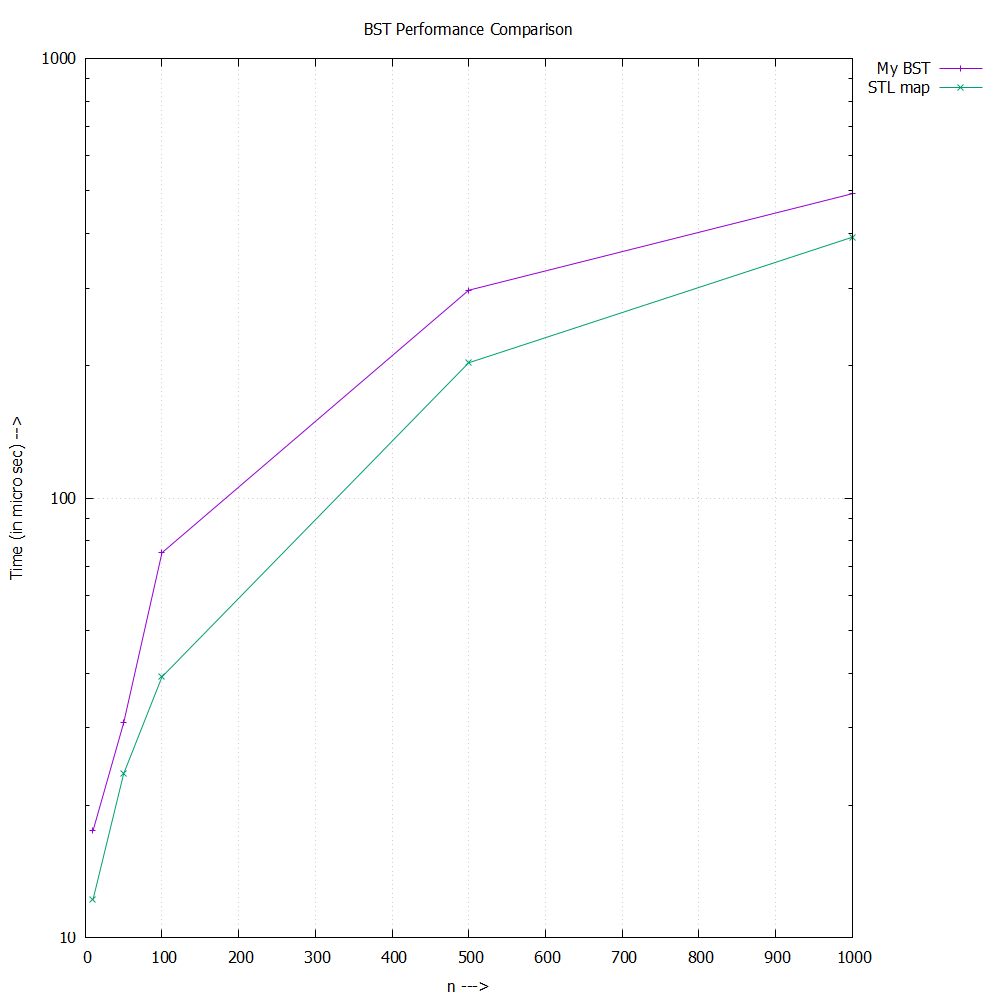 BST Performance Comparison
My BST
STL map
1000
100
10
Time (in micro sec) -->
0 100 200 300 400 500 600 700 800 900 1000
n --->